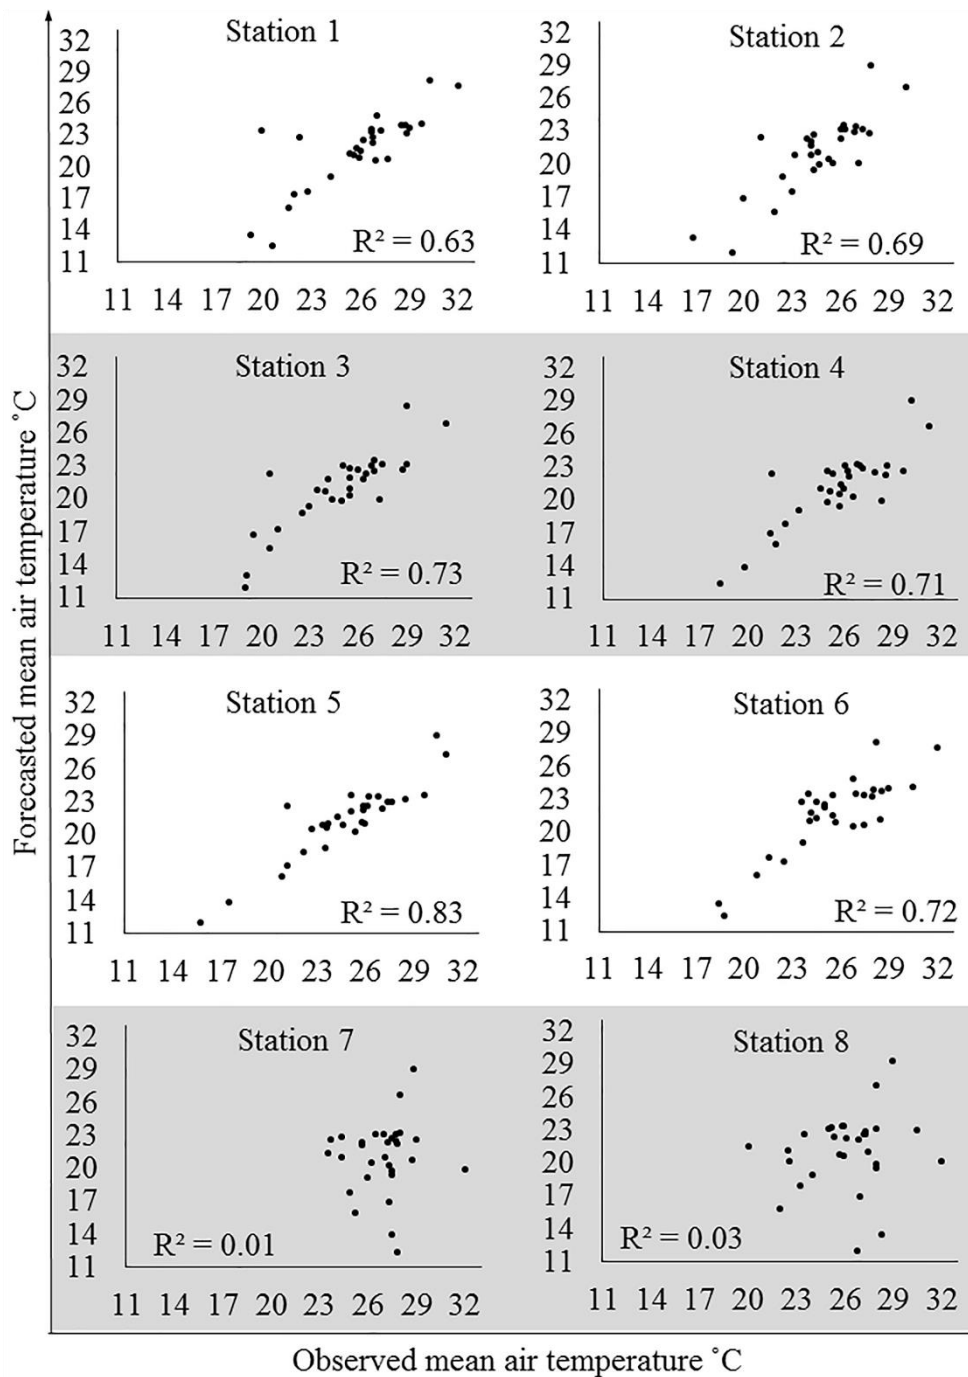 Forecasted mean air temperature ˚C
Station 1
32
29
26
23
20
17
14
11
R² = 0.63
11 14 17 20 23 26 29 32
Station 2
32
29
26
23
20
17
14
11
R² = 0.69
11 14 17 20 23 26 29 32
Station 3
32
29
26
23
20
17
14
11
R² = 0.73
11 14 17 20 23 26 29 32
Station 4
32
29
26
23
20
17
14
11
R² = 0.71
11 14 17 20 23 26 29 32
Station 5
32
29
26
23
20
17
14
11
R² = 0.83
11 14 17 20 23 26 29 32
Station 6
32
29
26
23
20
17
14
11
R² = 0.72
11 14 17 20 23 26 29 32
Station 7
32
29
26
23
20
17
14
11
R² = 0.01
11 14 17 20 23 26 29 32
Station 8
32
29
26
23
20
17
14
11
R² = 0.03
11 14 17 20 23 26 29 32
Observed mean air temperature ˚C